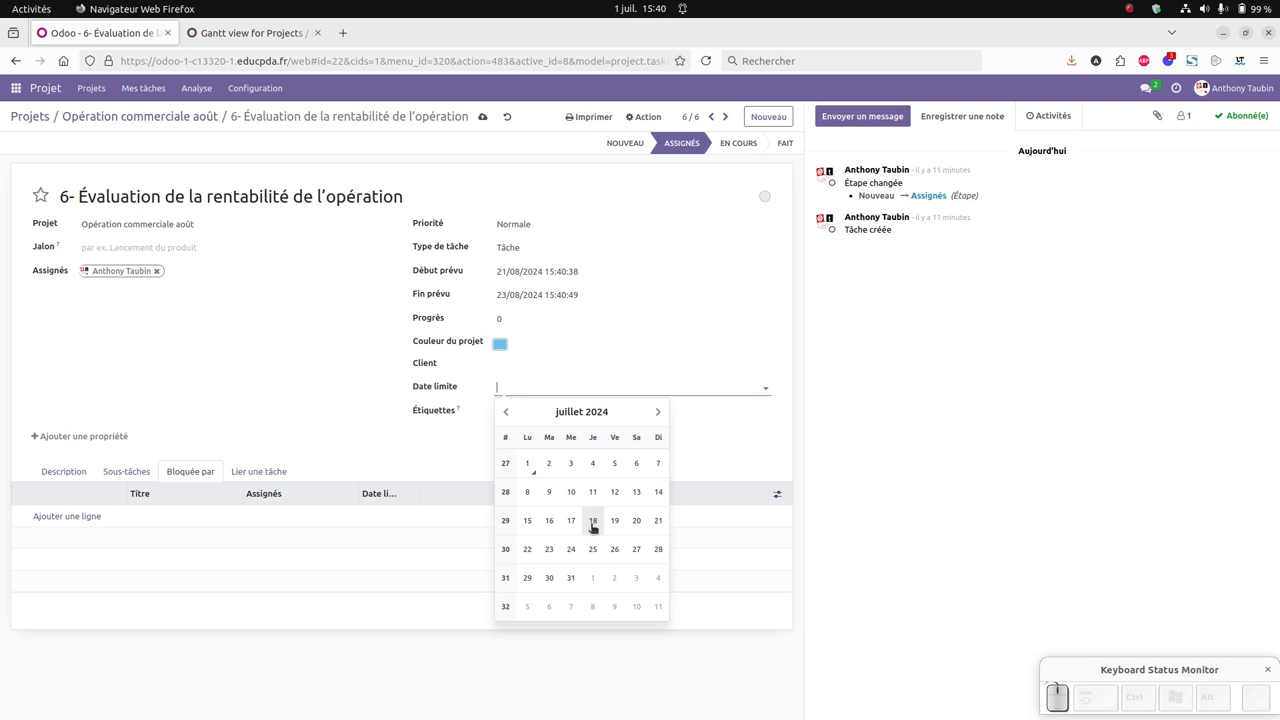 Activités
Navigateur Web Firefox
1 juil. 15:40
99 %
Odoo - 6- Évaluation de la
Gantt view for Projects /
https://odoo-1-c13320-1.educpda.fr/web#id=22&cids=1&menu_id=320&action=483&active_id=8&model=project.task
Rechercher
3
Projet
Projets
Mes tâches
Analyse
Configuration
2
Anthony Taubin
Projets / Opération commerciale août / 6- Évaluation de la rentabilité de l’opération
Imprimer
Action
6 / 6
Nouveau
Envoyer un message
Enregistrer une note
Activités
1
Abonné(e)
NOUVEAU
ASSIGNÉS
EN COURS
FAIT
Aujourd'hui
Anthony Taubin - il y a 11 minutes
Étape changée
Nouveau → Assignés (Étape)
Anthony Taubin - il y a 11 minutes
Tâche créée
6- Évaluation de la rentabilité de l’opération
Projet
Opération commerciale août
Jalon ?
par ex. Lancement du produit
Assignés
Anthony Taubin
Priorité
Normale
Type de tâche
Tâche
Début prévu
21/08/2024 15:40:38
Fin prévu
23/08/2024 15:40:49
Progrès
0
Couleur du projet
Client
Date limite
Étiquettes ?
juillet 2024
# Lu Ma Me Je Ve Sa Di
27 1 2 3 4 5 6 7
28 8 9 10 11 12 13 14
29 15 16 17 18 19 20 21
30 22 23 24 25 26 27 28
31 29 30 31 1 2 3 4
32 5 6 7 8 9 10 11
Ajouter une propriété
Description
Sous-tâches
Bloquée par
Lier une tâche
Titre
Assignés
Date li...
Ajouter une ligne
Keyboard Status Monitor
Ctrl
Alt